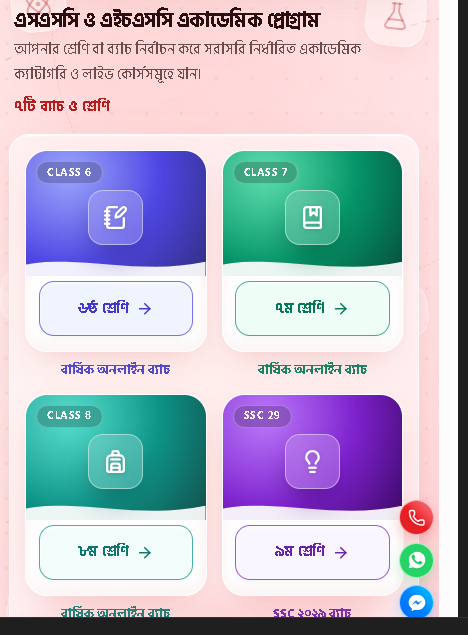 এসএসসি ও এইচএসসি একাডেমিক প্রোগ্রাম
আপনার শ্রেণি বা ব্যাচ নির্বাচন করে সরাসরি নির্ধারিত একাডেমিক
ক্যাটাগরি ও লাইভ কোর্সসমূহে যান।
৭টি ব্যাচ ও শ্রেণি
CLASS 6
CLASS 7
৬ষ্ঠ শ্রেণি →
৭ম শ্রেণি →
বার্ষিক অনলাইন ব্যাচ
বার্ষিক অনলাইন ব্যাচ
CLASS 8
SSC 29
৮ম শ্রেণি →
৯ম শ্রেণি →
বার্ষিক অনলাইন ব্যাচ
SSC ২০২৯ ব্যাচ